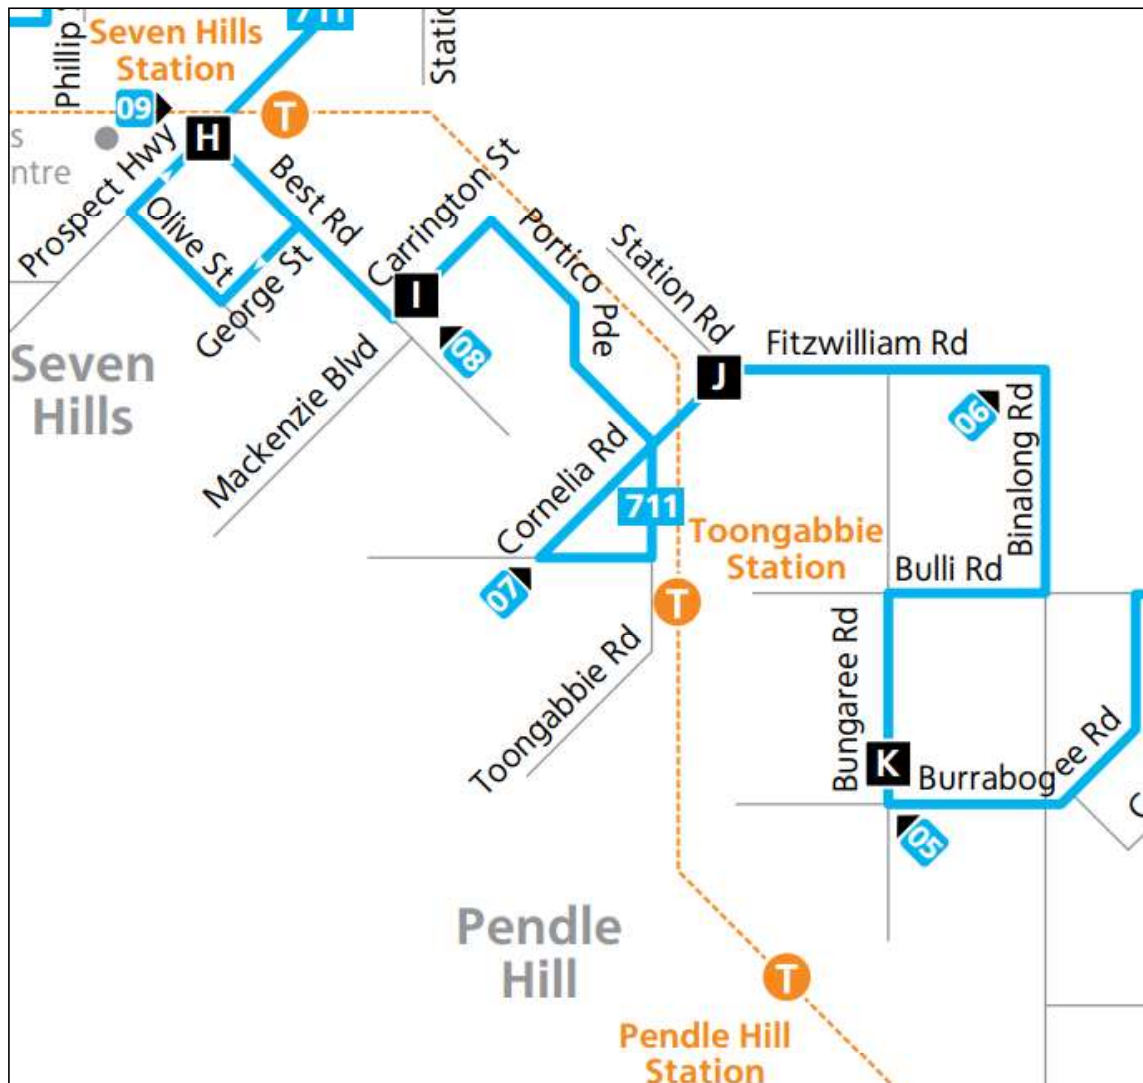 711
Phillip
Seven Hills
Station
Static
09
T
H
s
ntre
Prospect Hwy
Best Rd
Olive St
George St
Carrington St
Portico Pde
Station Rd
I
08
Mackenzie Blvd
Seven
Hills
J
Fitzwilliam Rd
06
Binalong Rd
Cornelia Rd
711
Toongabbie
Station
Bulli Rd
07
T
Toongabbie Rd
Bungaree Rd
K
Burrabogee Rd
05
Pendle
Hill
T
Pendle Hill
Station